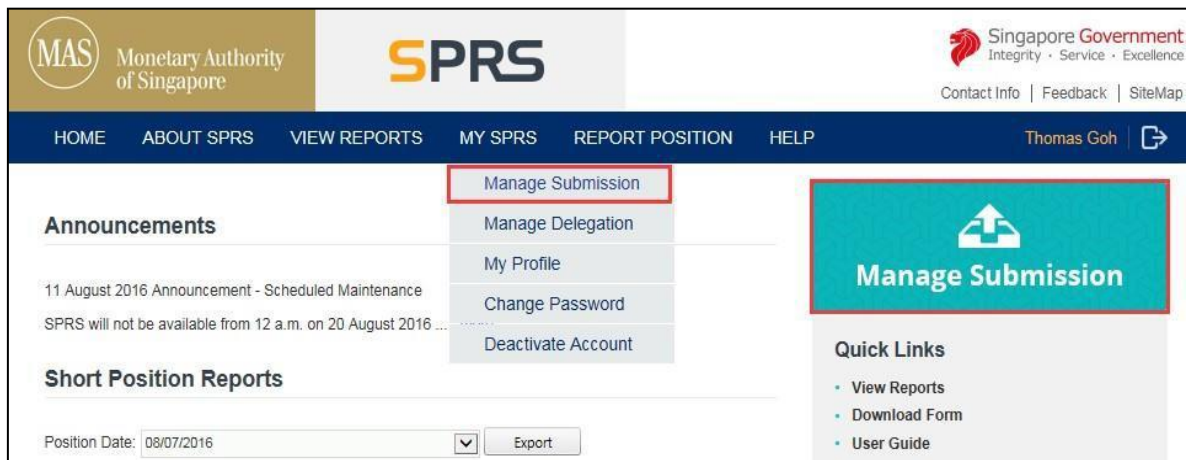 MAS
Monetary Authority
of Singapore
SPRS
Singapore Government
Integrity · Service · Excellence
Contact Info | Feedback | SiteMap
HOME ABOUT SPRS VIEW REPORTS MY SPRS REPORT POSITION HELP Thomas Goh
Manage Submission
Manage Delegation
My Profile
Change Password
Deactivate Account
Announcements
11 August 2016 Announcement - Scheduled Maintenance
SPRS will not be available from 12 a.m. on 20 August 2016 ...
Short Position Reports
Position Date: 08/07/2016 Export
Manage Submission
Quick Links
• View Reports
• Download Form
• User Guide